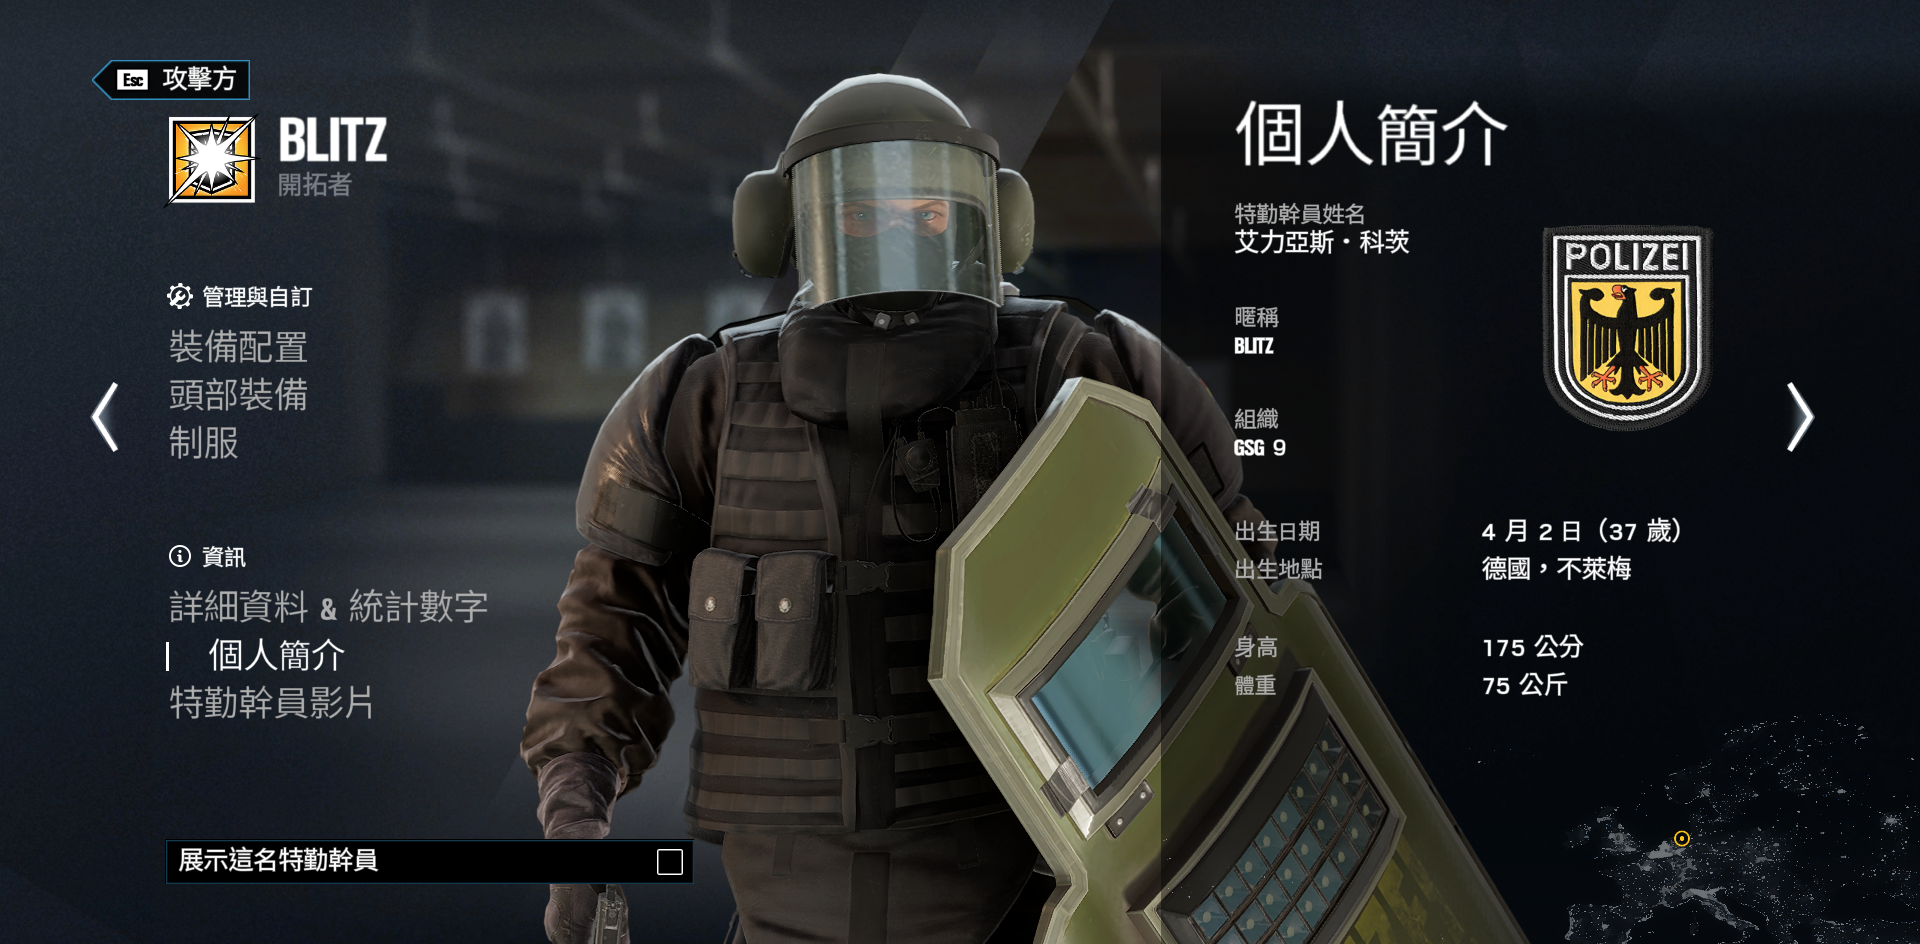 Esc 攻擊方
BLITZ
開拓者
管理與自訂
裝備配置
頭部裝備
制服
資訊
詳細資料 & 統計數字
個人簡介
特勤幹員影片
展示這名特勤幹員
個人簡介
特勤幹員姓名
艾力亞斯・科茨
暱稱
BLITZ
組織
GSG 9
POLIZEI
出生日期 4 月 2 日（37 歲）
出生地點 德國，不萊梅
身高 175 公分
體重 75 公斤